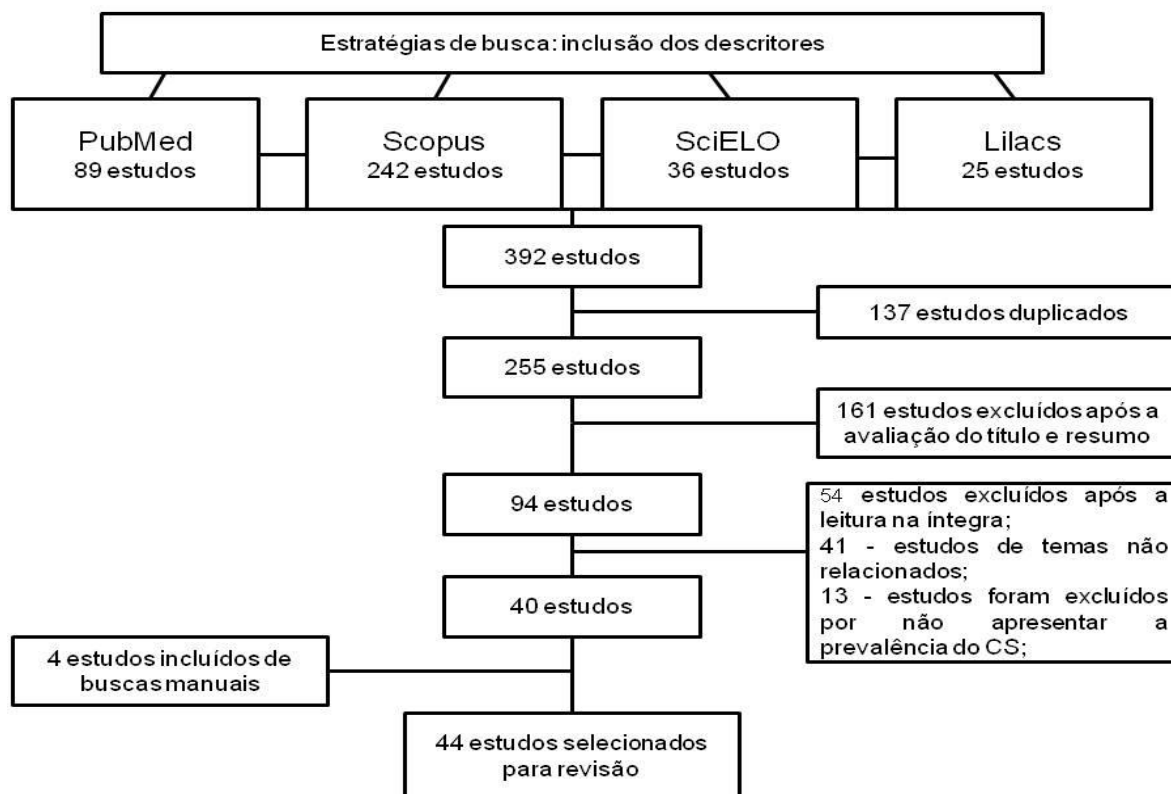 Estratégias de busca: inclusão dos descritores
PubMed
89 estudos
Scopus
242 estudos
SciELO
36 estudos
Lilacs
25 estudos
392 estudos
137 estudos duplicados
255 estudos
161 estudos excluídos após a
avaliação do título e resumo
94 estudos
54 estudos excluídos após a
leitura na íntegra;
41 - estudos de temas não
relacionados;
13 - estudos foram excluídos
por não apresentar a
prevalência do CS;
40 estudos
4 estudos incluídos de
buscas manuais
44 estudos selecionados
para revisão